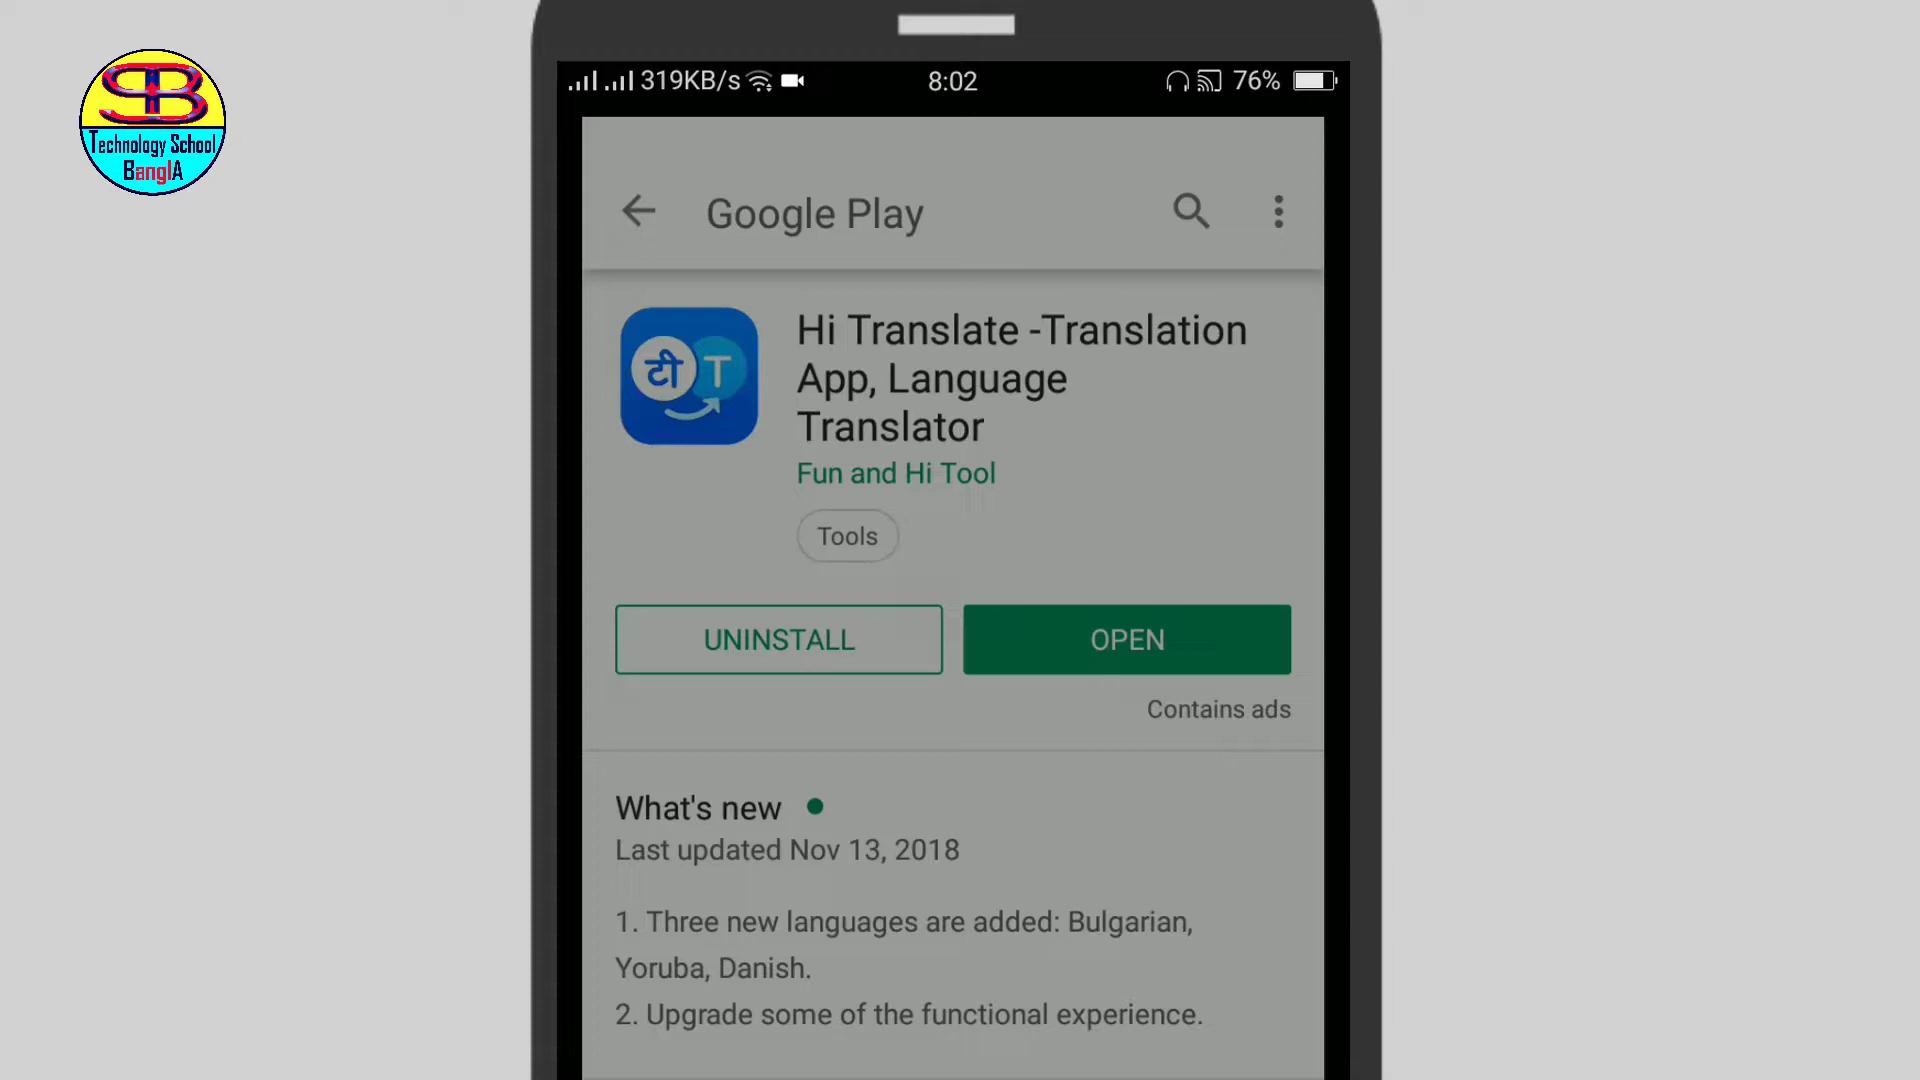 Technology School
BanglA
319KB/s 8:02 76%
Google Play
टी T
Hi Translate -Translation
App, Language
Translator
Fun and Hi Tool
Tools
UNINSTALL OPEN
Contains ads
What's new
Last updated Nov 13, 2018
1. Three new languages are added: Bulgarian,
Yoruba, Danish.
2. Upgrade some of the functional experience.